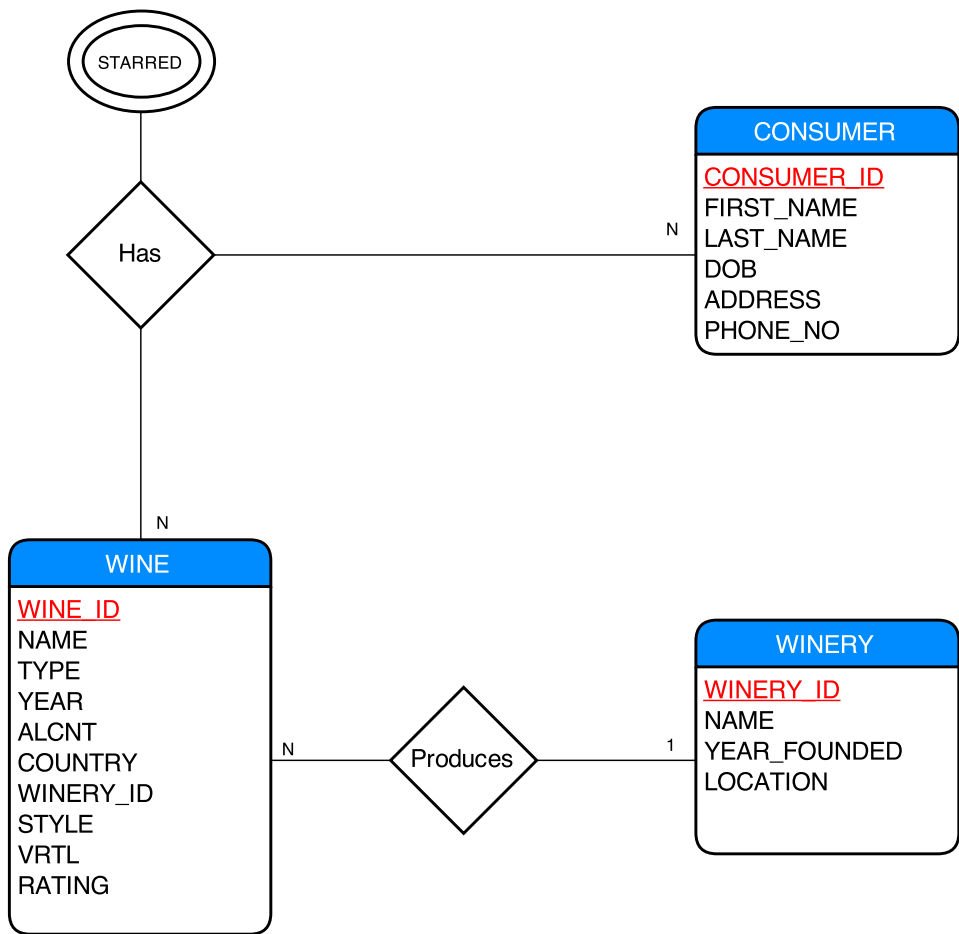 STARRED
CONSUMER
CONSUMER_ID
FIRST_NAME
LAST_NAME
DOB
ADDRESS
PHONE_NO
Has
N
N
WINE
WINE_ID
NAME
TYPE
YEAR
ALCNT
COUNTRY
WINERY_ID
STYLE
VRTL
RATING
N
Produces
1
WINERY
WINERY_ID
NAME
YEAR_FOUNDED
LOCATION